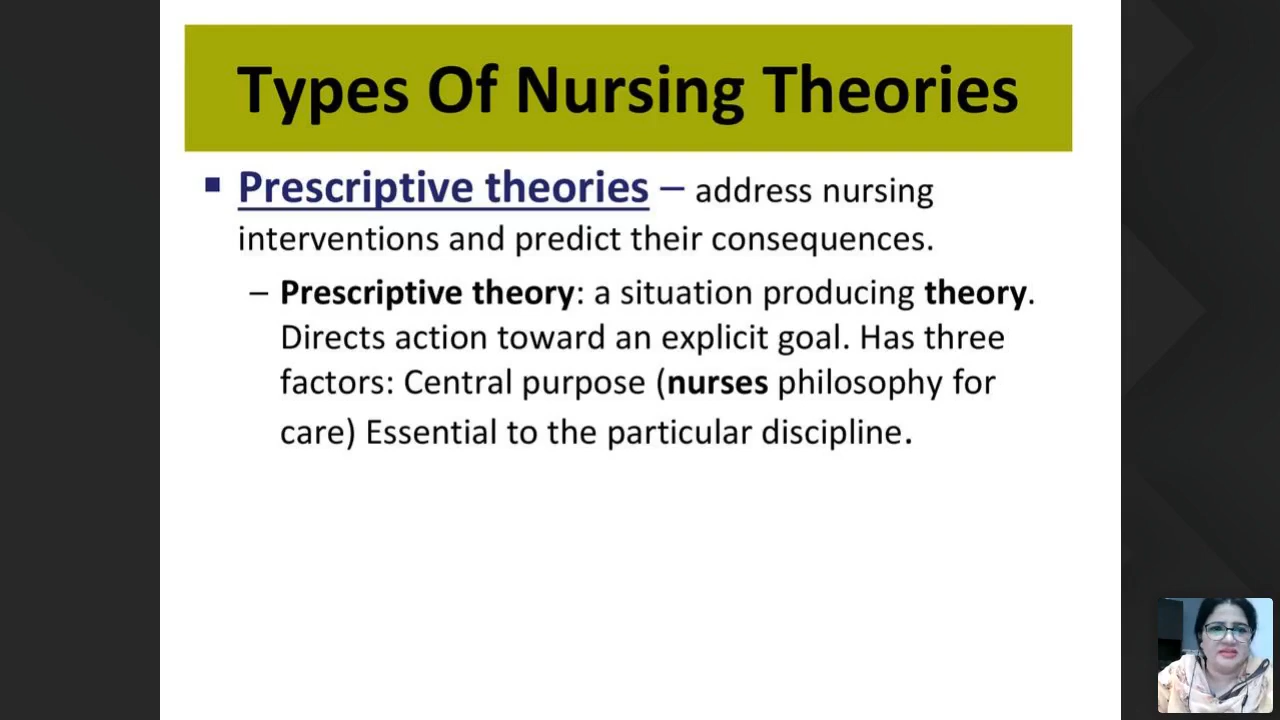 Types Of Nursing Theories
▪ Prescriptive theories – address nursing
interventions and predict their consequences.
– Prescriptive theory: a situation producing theory.
Directs action toward an explicit goal. Has three
factors: Central purpose (nurses philosophy for
care) Essential to the particular discipline.